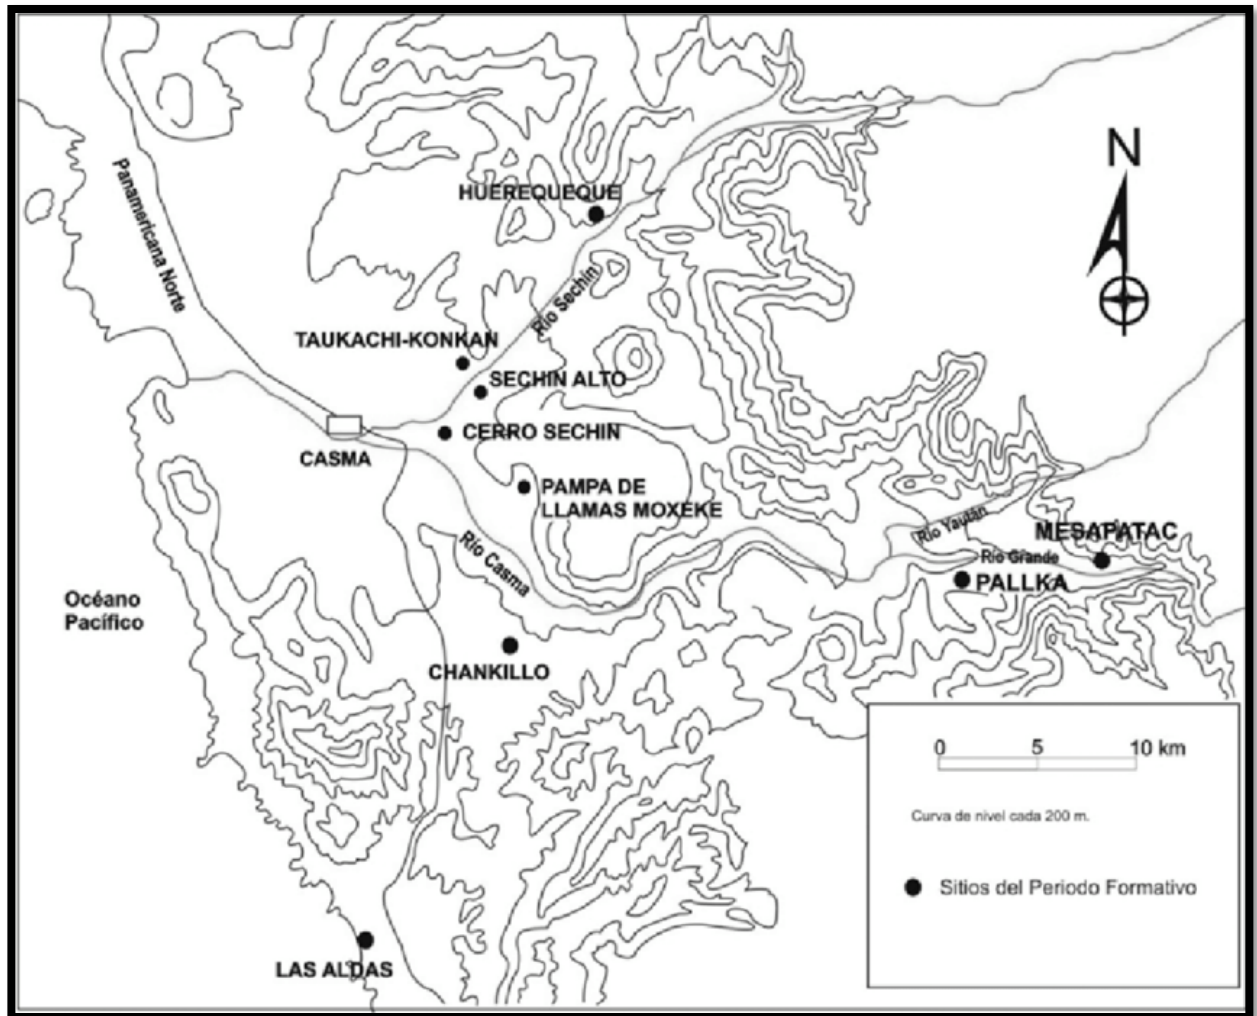 N
Panamericana Norte
HUEREQUEQUE
Río Sechín
TAUKACHI-KONKAN
SECHIN ALTO
CERRO SECHIN
CASMA
PAMPA DE
LLAMAS MOXEKE
Río Casma
Río Yaután
MESAPATAC
Río Grande
PALLKA
Océano
Pacífico
CHANKILLO
LAS ALDAS
0 5 10 km
Curva de nivel cada 200 m.
Sitios del Periodo Formativo